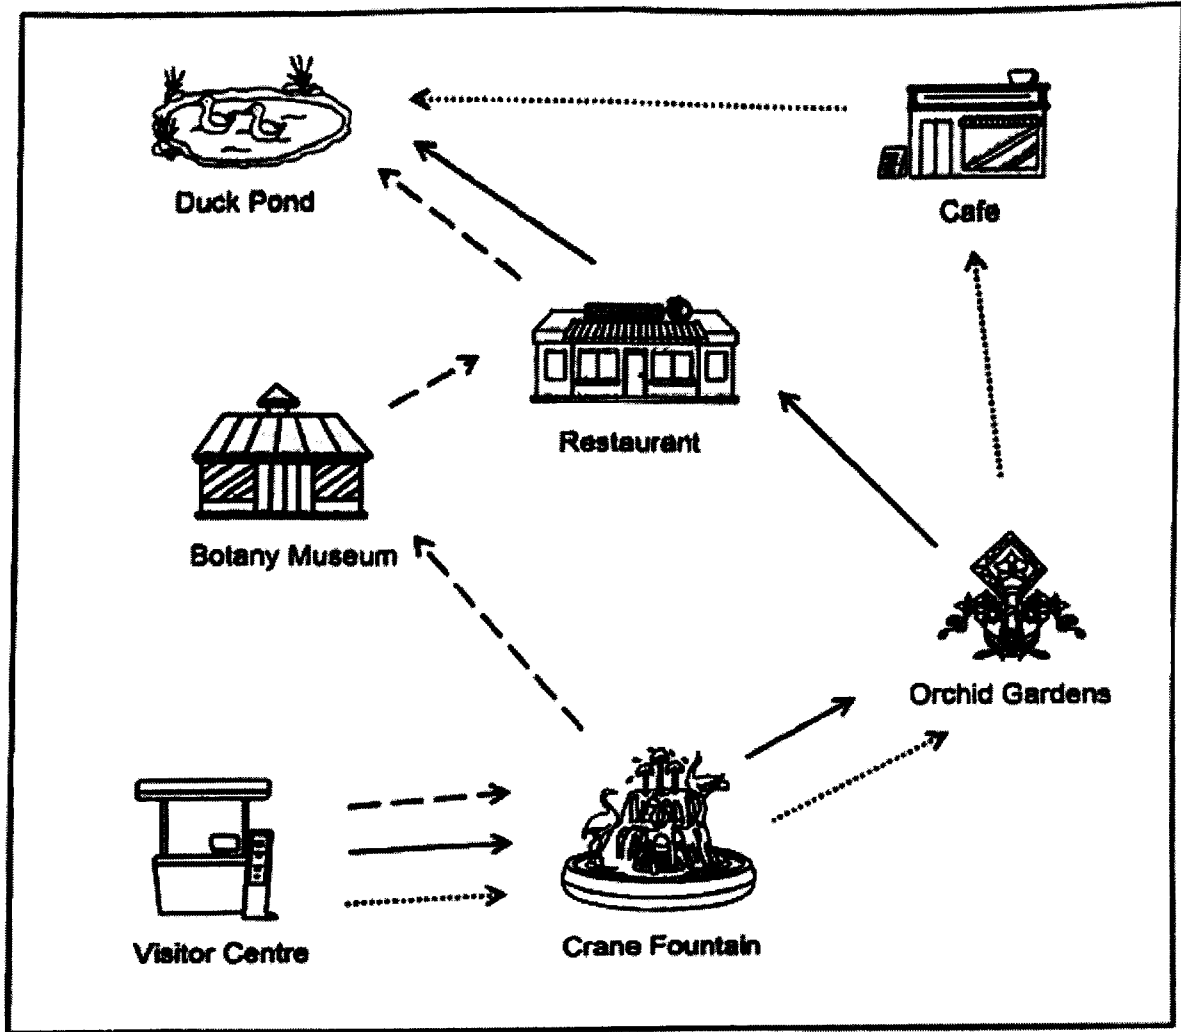 Duck Pond
Cafe
Restaurant
Botany Museum
Orchid Gardens
Visitor Centre
Crane Fountain